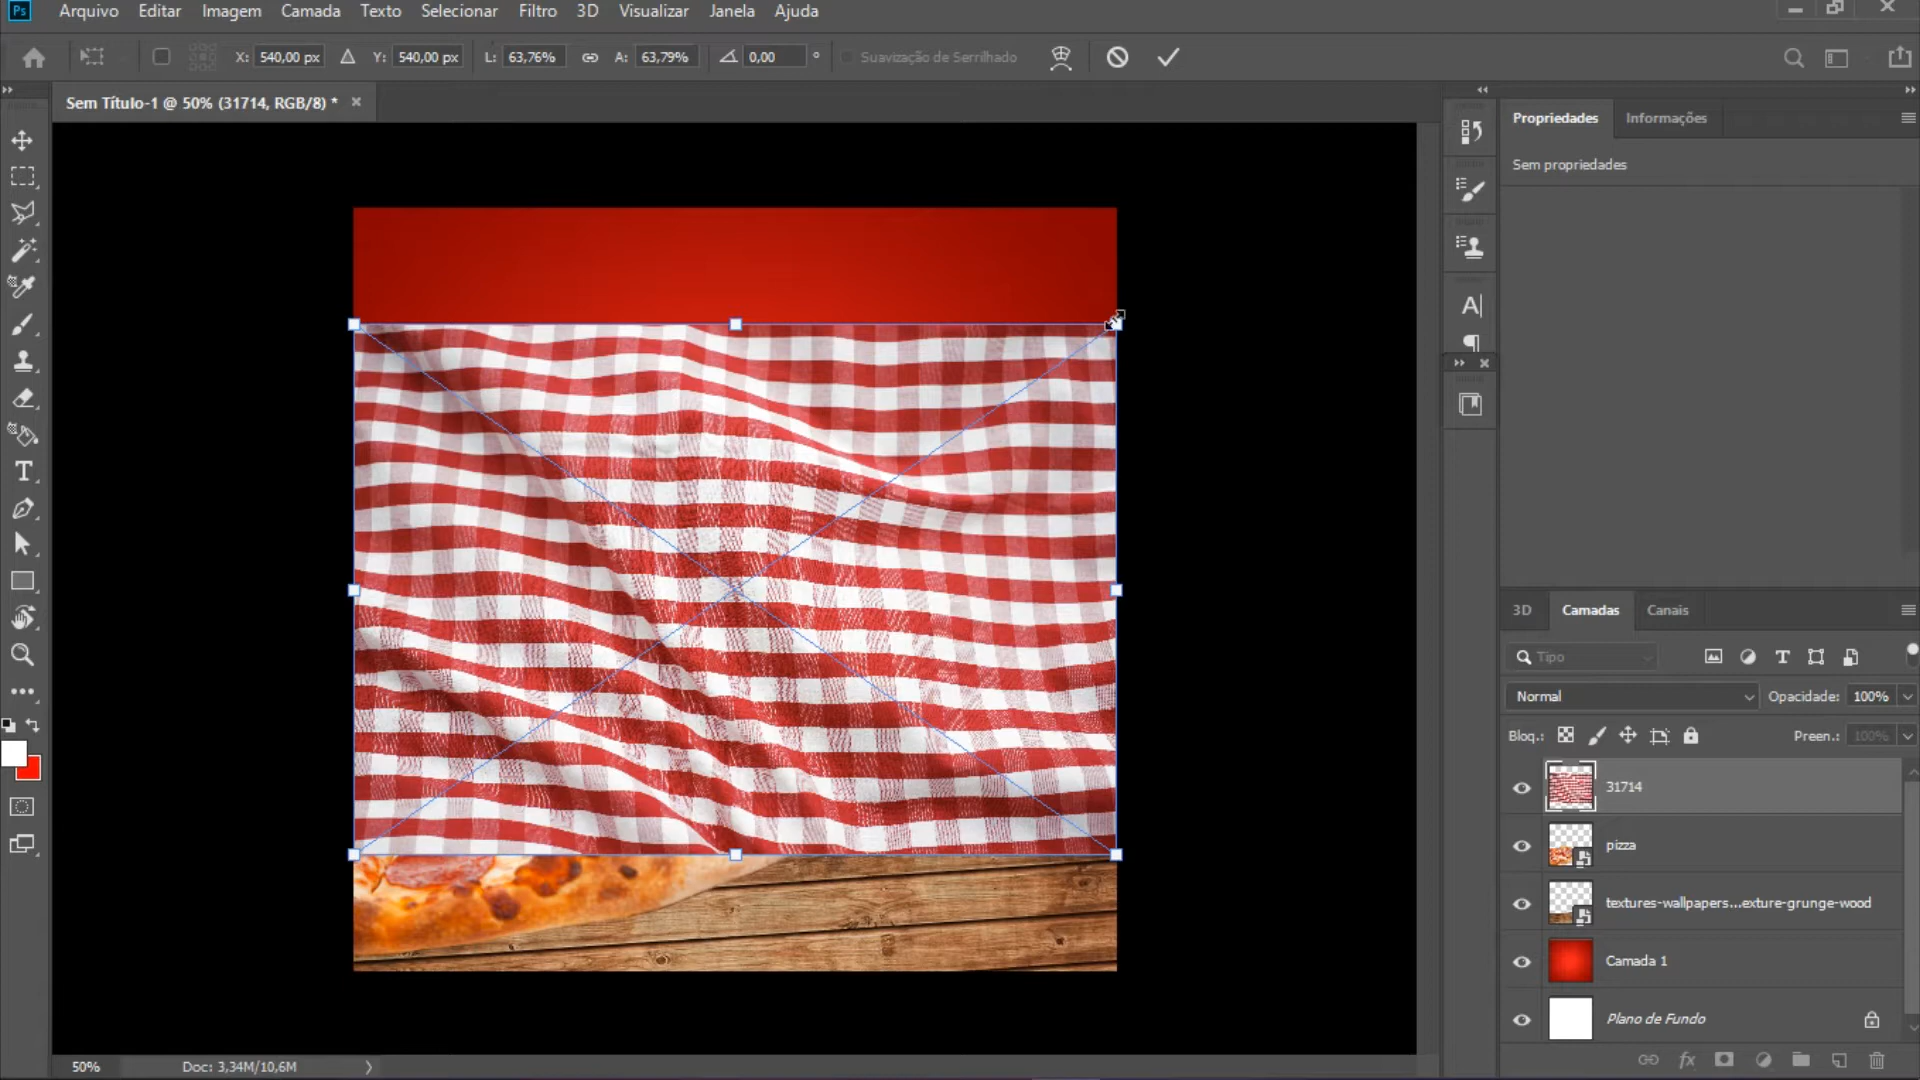 Ps Arquivo Editar Imagem Camada Texto Selecionar Filtro 3D Visualizar Janela Ajuda
X: 540,00 px Y: 540,00 px L: 63,76% A: 63,79% 0,00 ° Suavização de Serrilhado
Sem Título-1 @ 50% (31714, RGB/8) *
Propriedades Informações
Sem propriedades
3D Camadas Canais
Tipo
Normal Opacidade: 100%
Bloq.: Preen.: 100%
31714
pizza
textures-wallpapers...exture-grunge-wood
Camada 1
Plano de Fundo
50% Doc: 3,34M/10,6M